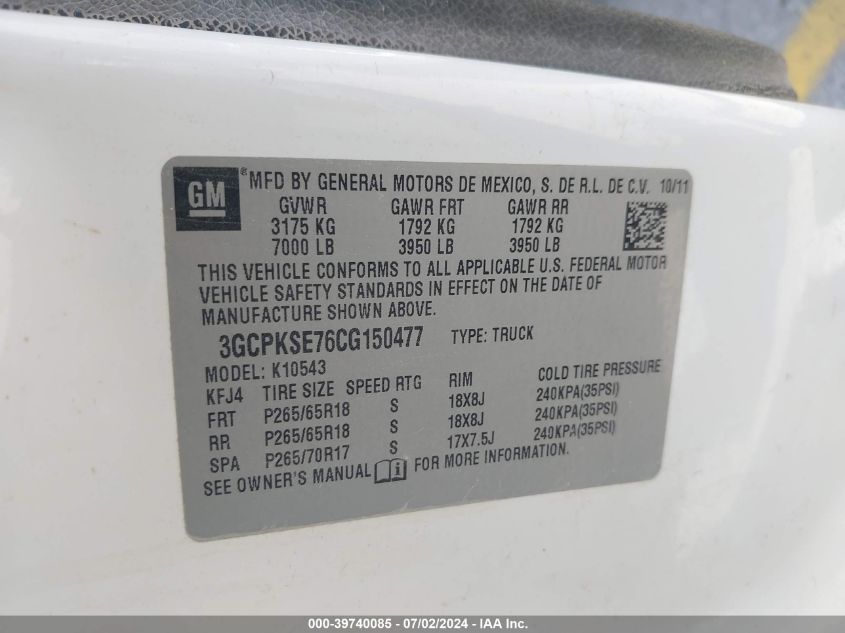 GM ® MFD BY GENERAL MOTORS DE MEXICO, S. DE R.L. DE C.V. 10/11
GVWR GAWR FRT GAWR RR
3175 KG 1792 KG 1792 KG
7000 LB 3950 LB 3950 LB
THIS VEHICLE CONFORMS TO ALL APPLICABLE U.S. FEDERAL MOTOR
VEHICLE SAFETY STANDARDS IN EFFECT ON THE DATE OF
MANUFACTURE SHOWN ABOVE.
3GCPKSE76CG150477 TYPE: TRUCK
MODEL: K10543
KFJ4 TIRE SIZE SPEED RTG RIM COLD TIRE PRESSURE
FRT P265/65R18 S 18X8J 240KPA(35PSI)
RR P265/65R18 S 18X8J 240KPA(35PSI)
SPA P265/70R17 S 17X7.5J 240KPA(35PSI)
SEE OWNER'S MANUAL i FOR MORE INFORMATION.
000-39740085 - 07/02/2024 - IAA Inc.